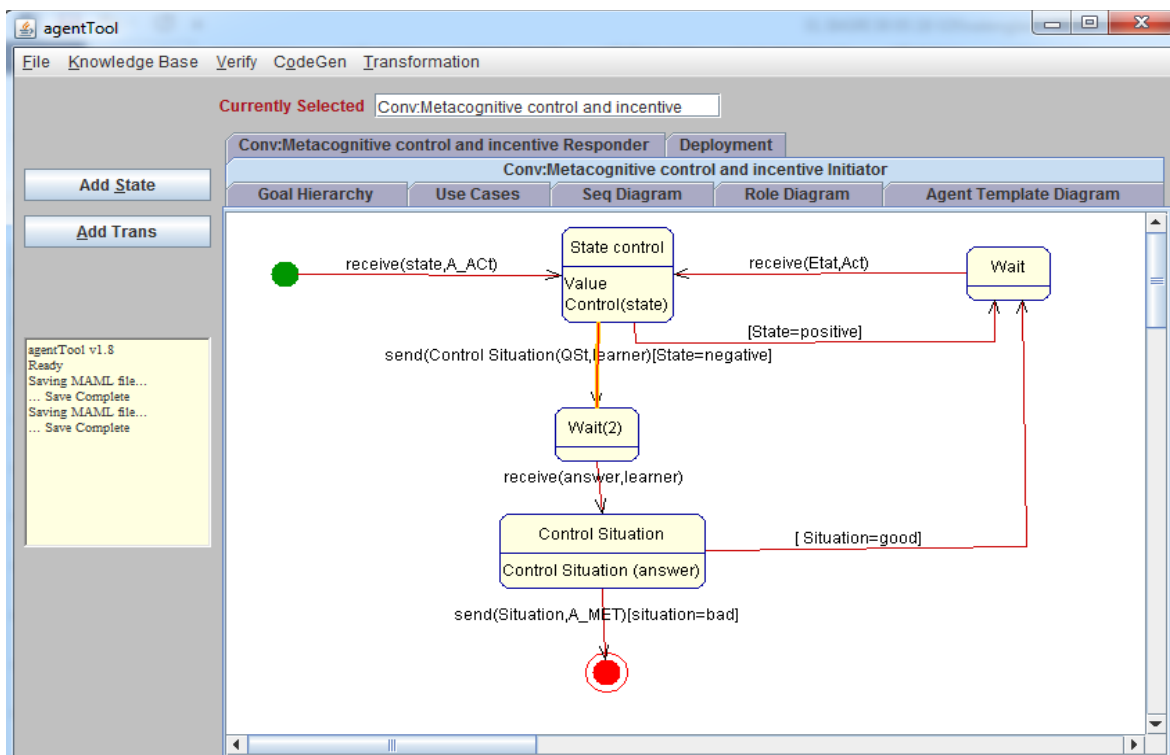 agentTool
File Knowledge Base Verify CodeGen Transformation
Currently Selected Conv:Metacognitive control and incentive
Conv:Metacognitive control and incentive Responder Deployment
Conv:Metacognitive control and incentive Initiator
Goal Hierarchy Use Cases Seq Diagram Role Diagram Agent Template Diagram
Add State
Add Trans
agentTool v1.8
Ready
Saving MAML file...
... Save Complete
Saving MAML file...
... Save Complete
receive(state,A_ACt)
State control
Value
Control(state)
receive(Etat,Act)
Wait
[State=positive]
send(Control Situation(QSt,learner)[State=negative]
Wait(2)
receive(answer,learner)
Control Situation
Control Situation (answer)
[ Situation=good]
send(Situation,A_MET)[situation=bad]